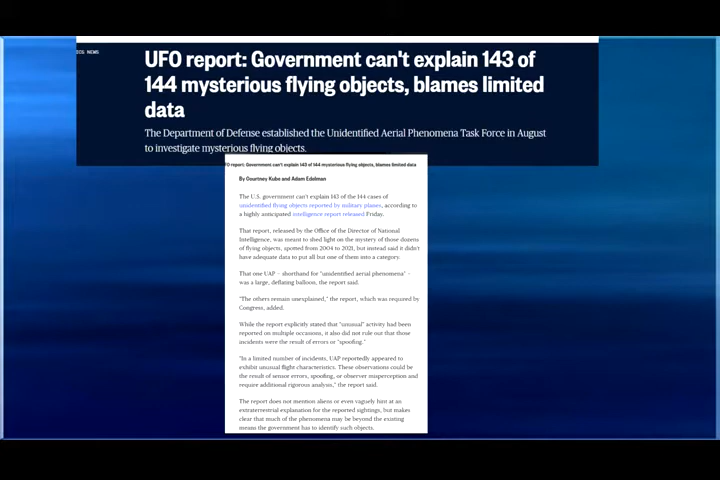 UFO report: Government can't explain 143 of
144 mysterious flying objects, blames limited
data
The Department of Defense established the Unidentified Aerial Phenomena Task Force in August
to investigate mysterious flying objects.
report: Government can't explain 143 of 144 mysterious flying objects, blames limited data
By Courtney Kube and Adam Edelman
The U.S. government can't explain 143 of the 144 cases of
unidentified flying objects reported by military planes, according to
a highly anticipated intelligence report released Friday.
That report, released by the Office of the Director of National
Intelligence, was meant to shed light on the mystery of those dozens
of flying objects, spotted from 2004 to 2021, but instead said it didn't
have adequate data to put all but one of them into a category.
That one UAP — shorthand for "unidentified aerial phenomena" –
was a large, deflating balloon, the report said.
"The others remain unexplained," the report, which was required by
Congress, added.
While the report explicitly stated that "unusual" activity had been
reported on multiple occasions, it also did not rule out that those
incidents were the result of errors or "spoofing."
"In a limited number of incidents, UAP reportedly appeared to
exhibit unusual flight characteristics. These observations could be
the result of sensor errors, spoofing, or observer misperception and
require additional rigorous analysis," the report said.
The report does not mention aliens or even vaguely hint at an
extraterrestrial explanation for the reported sightings, but makes
clear that much of the phenomena may be beyond the existing
means the government has to identify such objects.